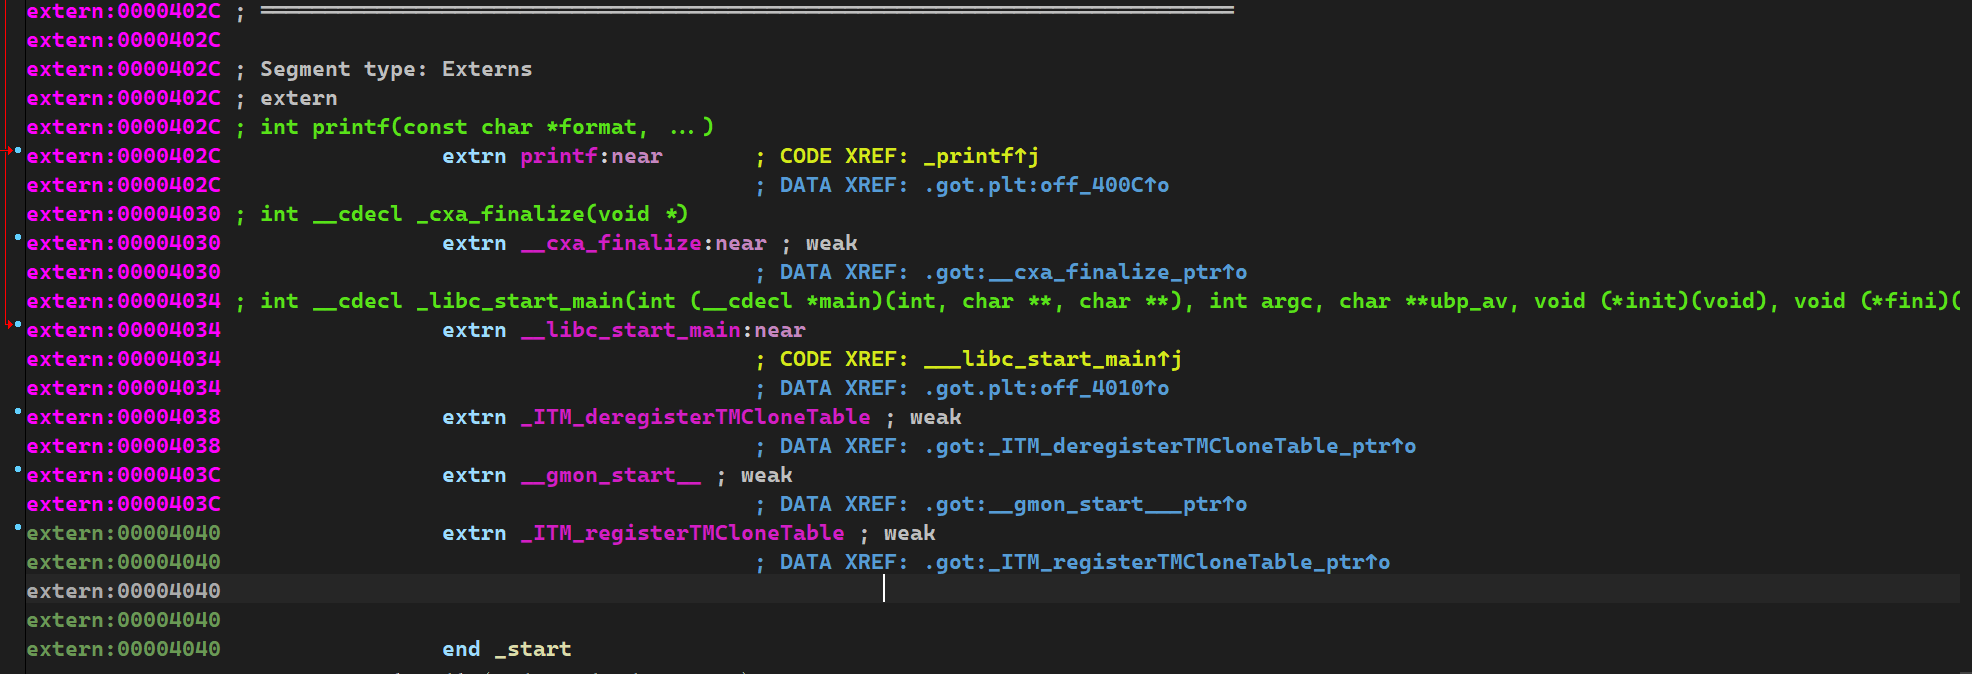 extern:0000402C ; ═══════════════════════════════════════════════════════════════════════════
extern:0000402C
extern:0000402C ; Segment type: Externs
extern:0000402C ; extern
extern:0000402C ; int printf(const char *format, ...)
extern:0000402C                 extrn printf:near       ; CODE XREF: _printf↑j
extern:0000402C                                         ; DATA XREF: .got.plt:off_400C↑o
extern:00004030 ; int __cdecl _cxa_finalize(void *)
extern:00004030                 extrn __cxa_finalize:near ; weak
extern:00004030                                         ; DATA XREF: .got:__cxa_finalize_ptr↑o
extern:00004034 ; int __cdecl _libc_start_main(int (__cdecl *main)(int, char **, char **), int argc, char **ubp_av, void (*init)(void), void (*fini)(
extern:00004034                 extrn __libc_start_main:near
extern:00004034                                         ; CODE XREF: ___libc_start_main↑j
extern:00004034                                         ; DATA XREF: .got.plt:off_4010↑o
extern:00004038                 extrn _ITM_deregisterTMCloneTable ; weak
extern:00004038                                         ; DATA XREF: .got:_ITM_deregisterTMCloneTable_ptr↑o
extern:0000403C                 extrn __gmon_start__ ; weak
extern:0000403C                                         ; DATA XREF: .got:__gmon_start___ptr↑o
extern:00004040                 extrn _ITM_registerTMCloneTable ; weak
extern:00004040                                         ; DATA XREF: .got:_ITM_registerTMCloneTable_ptr↑o
extern:00004040
extern:00004040
extern:00004040                 end _start